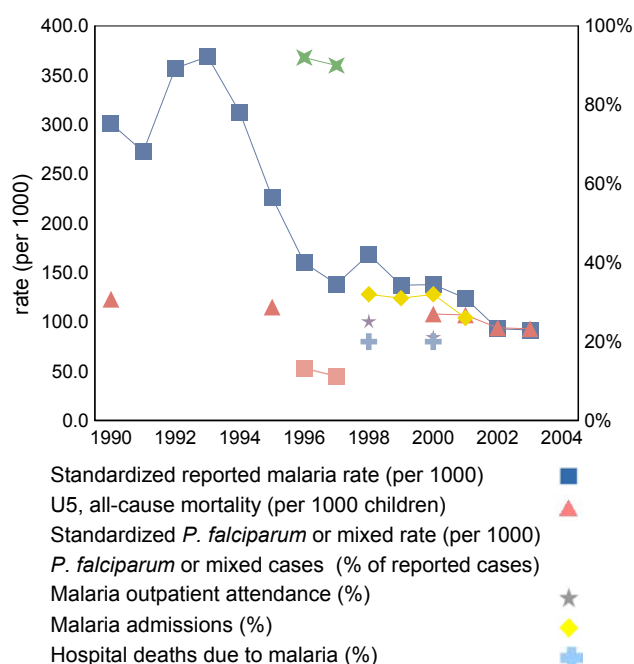 400.0 100%
350.0
300.0 80%
250.0 60%
200.0
150.0 40%
100.0 20%
50.0
0.0 0%
rate (per 1000)
1990 1992 1994 1996 1998 2000 2002 2004
Standardized reported malaria rate (per 1000)
U5, all-cause mortality (per 1000 children)
Standardized P. falciparum or mixed rate (per 1000)
P. falciparum or mixed cases (% of reported cases)
Malaria outpatient attendance (%)
Malaria admissions (%)
Hospital deaths due to malaria (%)